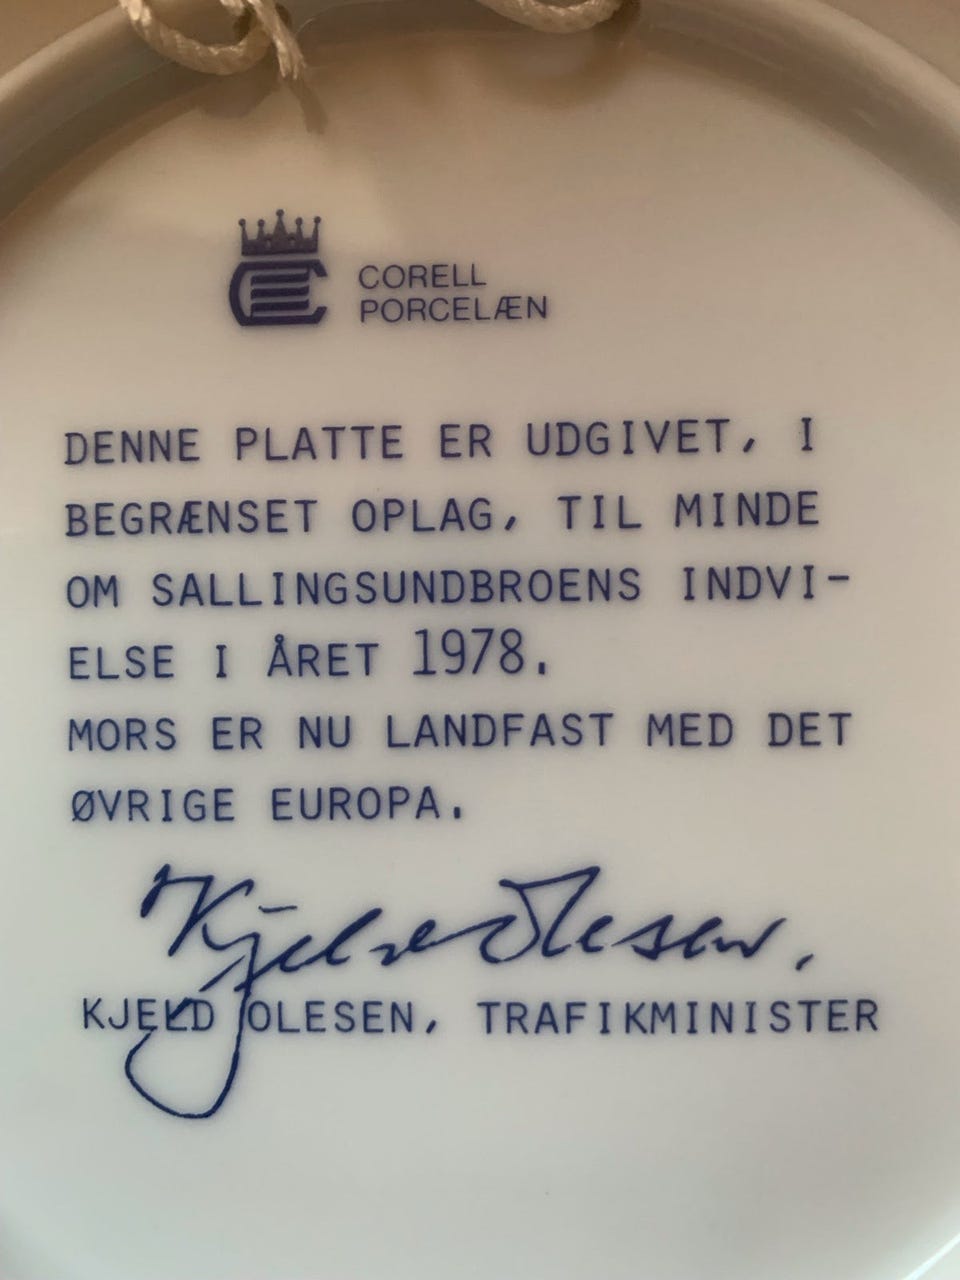 CORELL
PORCELÆN
DENNE PLATTE ER UDGIVET, I
BEGRÆNSET OPLAG, TIL MINDE
OM SALLINGSUNDBROENS INDVI-
ELSE I ÅRET 1978.
MORS ER NU LANDFAST MED DET
ØVRIGE EUROPA.
Kjeld Olesen.
KJELD OLESEN, TRAFIKMINISTER